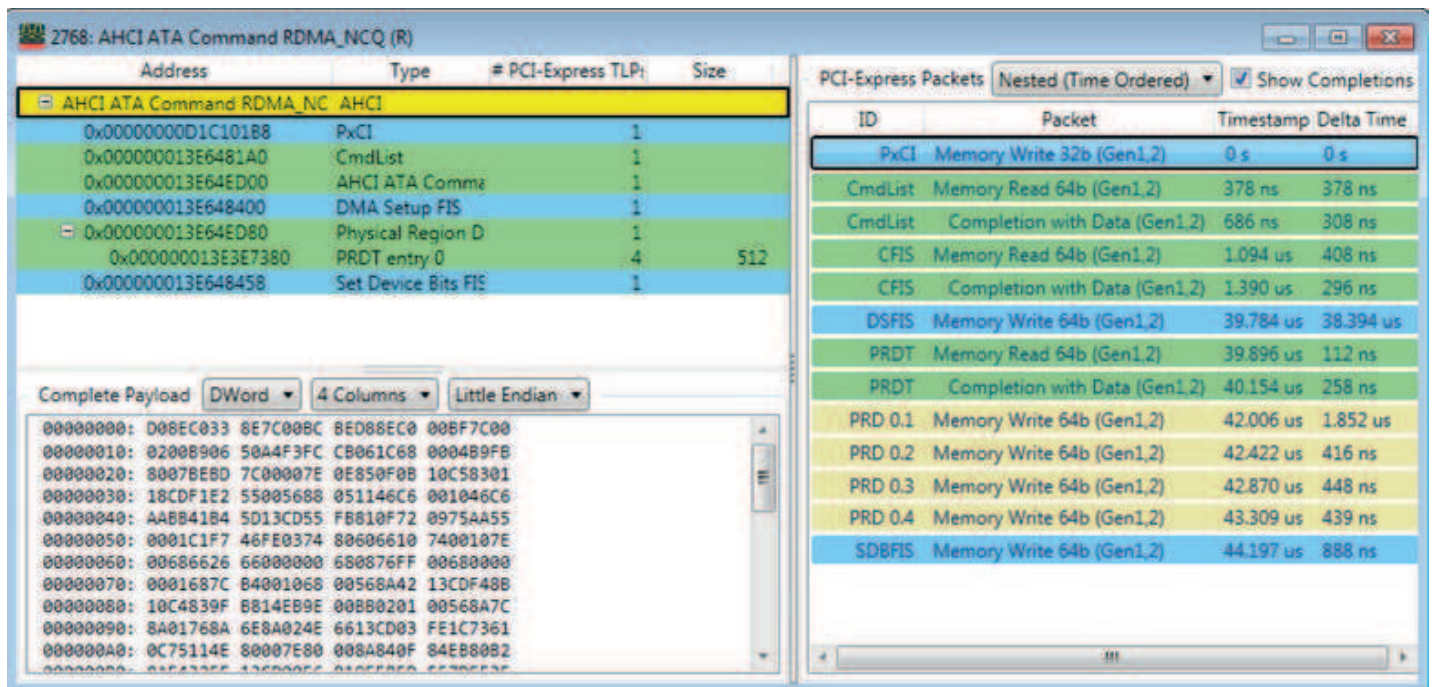 2768: AHCI ATA Command RDMA_NCQ (R)
Address Type # PCI-Express TLP: Size
AHCI ATA Command RDMA_NC AHCI
0x00000000D1C101B8 PxCI 1
0x000000013E6481A0 CmdList 1
0x000000013E64ED00 AHCI ATA Comma 1
0x000000013E648400 DMA Setup FIS 1
0x000000013E64ED80 Physical Region D 1
0x000000013E3E7380 PRDT entry 0 4 512
0x000000013E648458 Set Device Bits FIS 1
Complete Payload DWord 4 Columns Little Endian
00000000: D08EC033 8E7C00BC BED88EC0 00BF7C00
00000010: 0200B906 50A4F3FC CB061C68 0004B9FB
00000020: 8007BEBD 7C00007E 0E850F0B 10C58301
00000030: 18CDF1E2 55005688 051146C6 001046C6
00000040: AABB41B4 5D13CD55 FB810F72 0975AA55
00000050: 0001C1F7 46FE0374 80606610 7400107E
00000060: 00686626 66000000 680876FF 00680000
00000070: 0001687C B4001068 00568A42 13CDF48B
00000080: 10C4839F B814EB9E 00BB0201 00568A7C
00000090: 8A01768A 6E8A024E 6613CD03 FE1C7361
000000A0: 0C75114E 80007E80 008A840F 84EB80B2
PCI-Express Packets Nested (Time Ordered) Show Completions
ID Packet Timestamp Delta Time
PxCI Memory Write 32b (Gen1,2) 0 s 0 s
CmdList Memory Read 64b (Gen1,2) 378 ns 378 ns
CmdList Completion with Data (Gen1,2) 686 ns 308 ns
CFIS Memory Read 64b (Gen1,2) 1.094 us 408 ns
CFIS Completion with Data (Gen1,2) 1.390 us 296 ns
DSFIS Memory Write 64b (Gen1,2) 39.784 us 38.394 us
PRDT Memory Read 64b (Gen1,2) 39.896 us 112 ns
PRDT Completion with Data (Gen1,2) 40.154 us 258 ns
PRD 0.1 Memory Write 64b (Gen1,2) 42.006 us 1.852 us
PRD 0.2 Memory Write 64b (Gen1,2) 42.422 us 416 ns
PRD 0.3 Memory Write 64b (Gen1,2) 42.870 us 448 ns
PRD 0.4 Memory Write 64b (Gen1,2) 43.309 us 439 ns
SDBFIS Memory Write 64b (Gen1,2) 44.197 us 888 ns